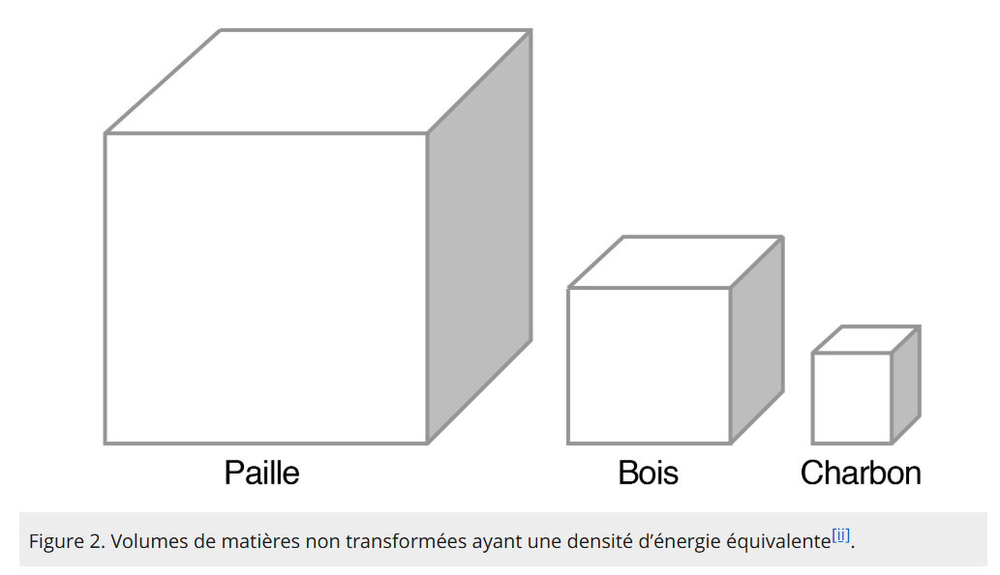 Paille
Bois
Charbon
Figure 2. Volumes de matières non transformées ayant une densité d’énergie équivalente[ii].